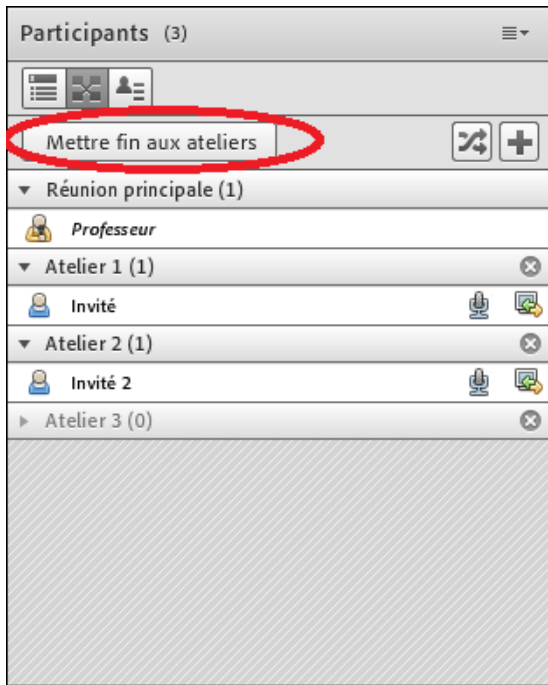 Participants (3)
Mettre fin aux ateliers
Réunion principale (1)
Professeur
Atelier 1 (1)
Invité
Atelier 2 (1)
Invité 2
Atelier 3 (0)